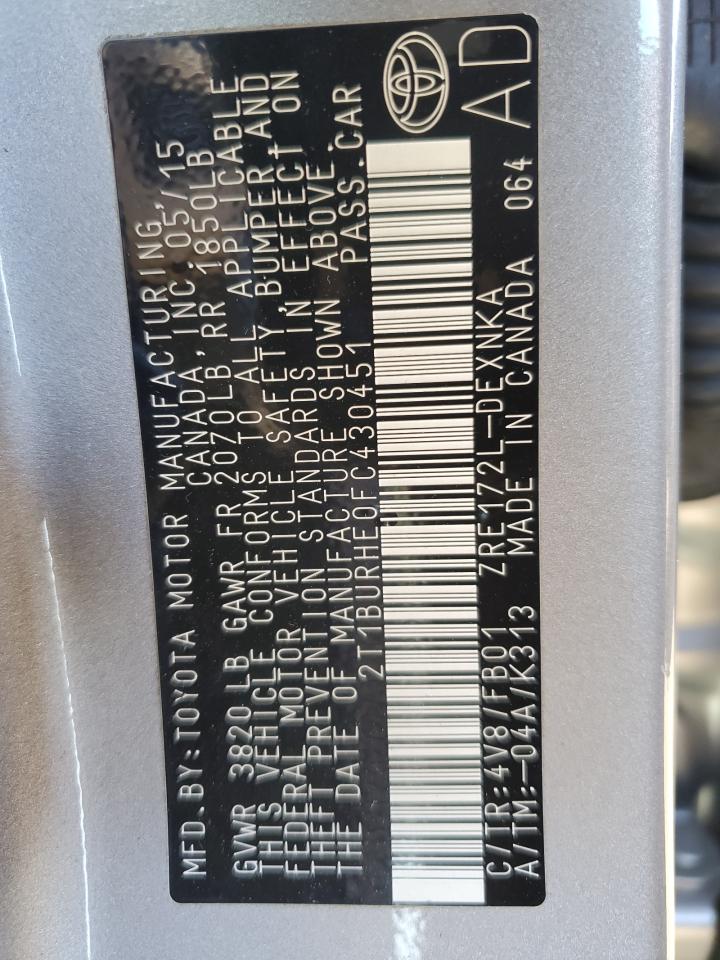 MFD.BY:TOYOTA MOTOR MANUFACTURING,
CANADA, INC. 05/15
GVWR 3820 LB GAWR FR 2070LB, RR 1850LB
THIS VEHICLE CONFORMS TO ALL APPLICABLE
FEDERAL MOTOR VEHICLE SAFETY, BUMPER,AND
THEFT PREVENTION STANDARDS IN EFFECT ON
THE DATE OF MANUFACTURE SHOWN ABOVE.
2T1BURHE0FC430451 PASS.CAR
C/TR:4V8/FB01 ZRE172L-DEXNKA 064
A/TM:-04A/K313 MADE IN CANADA AD